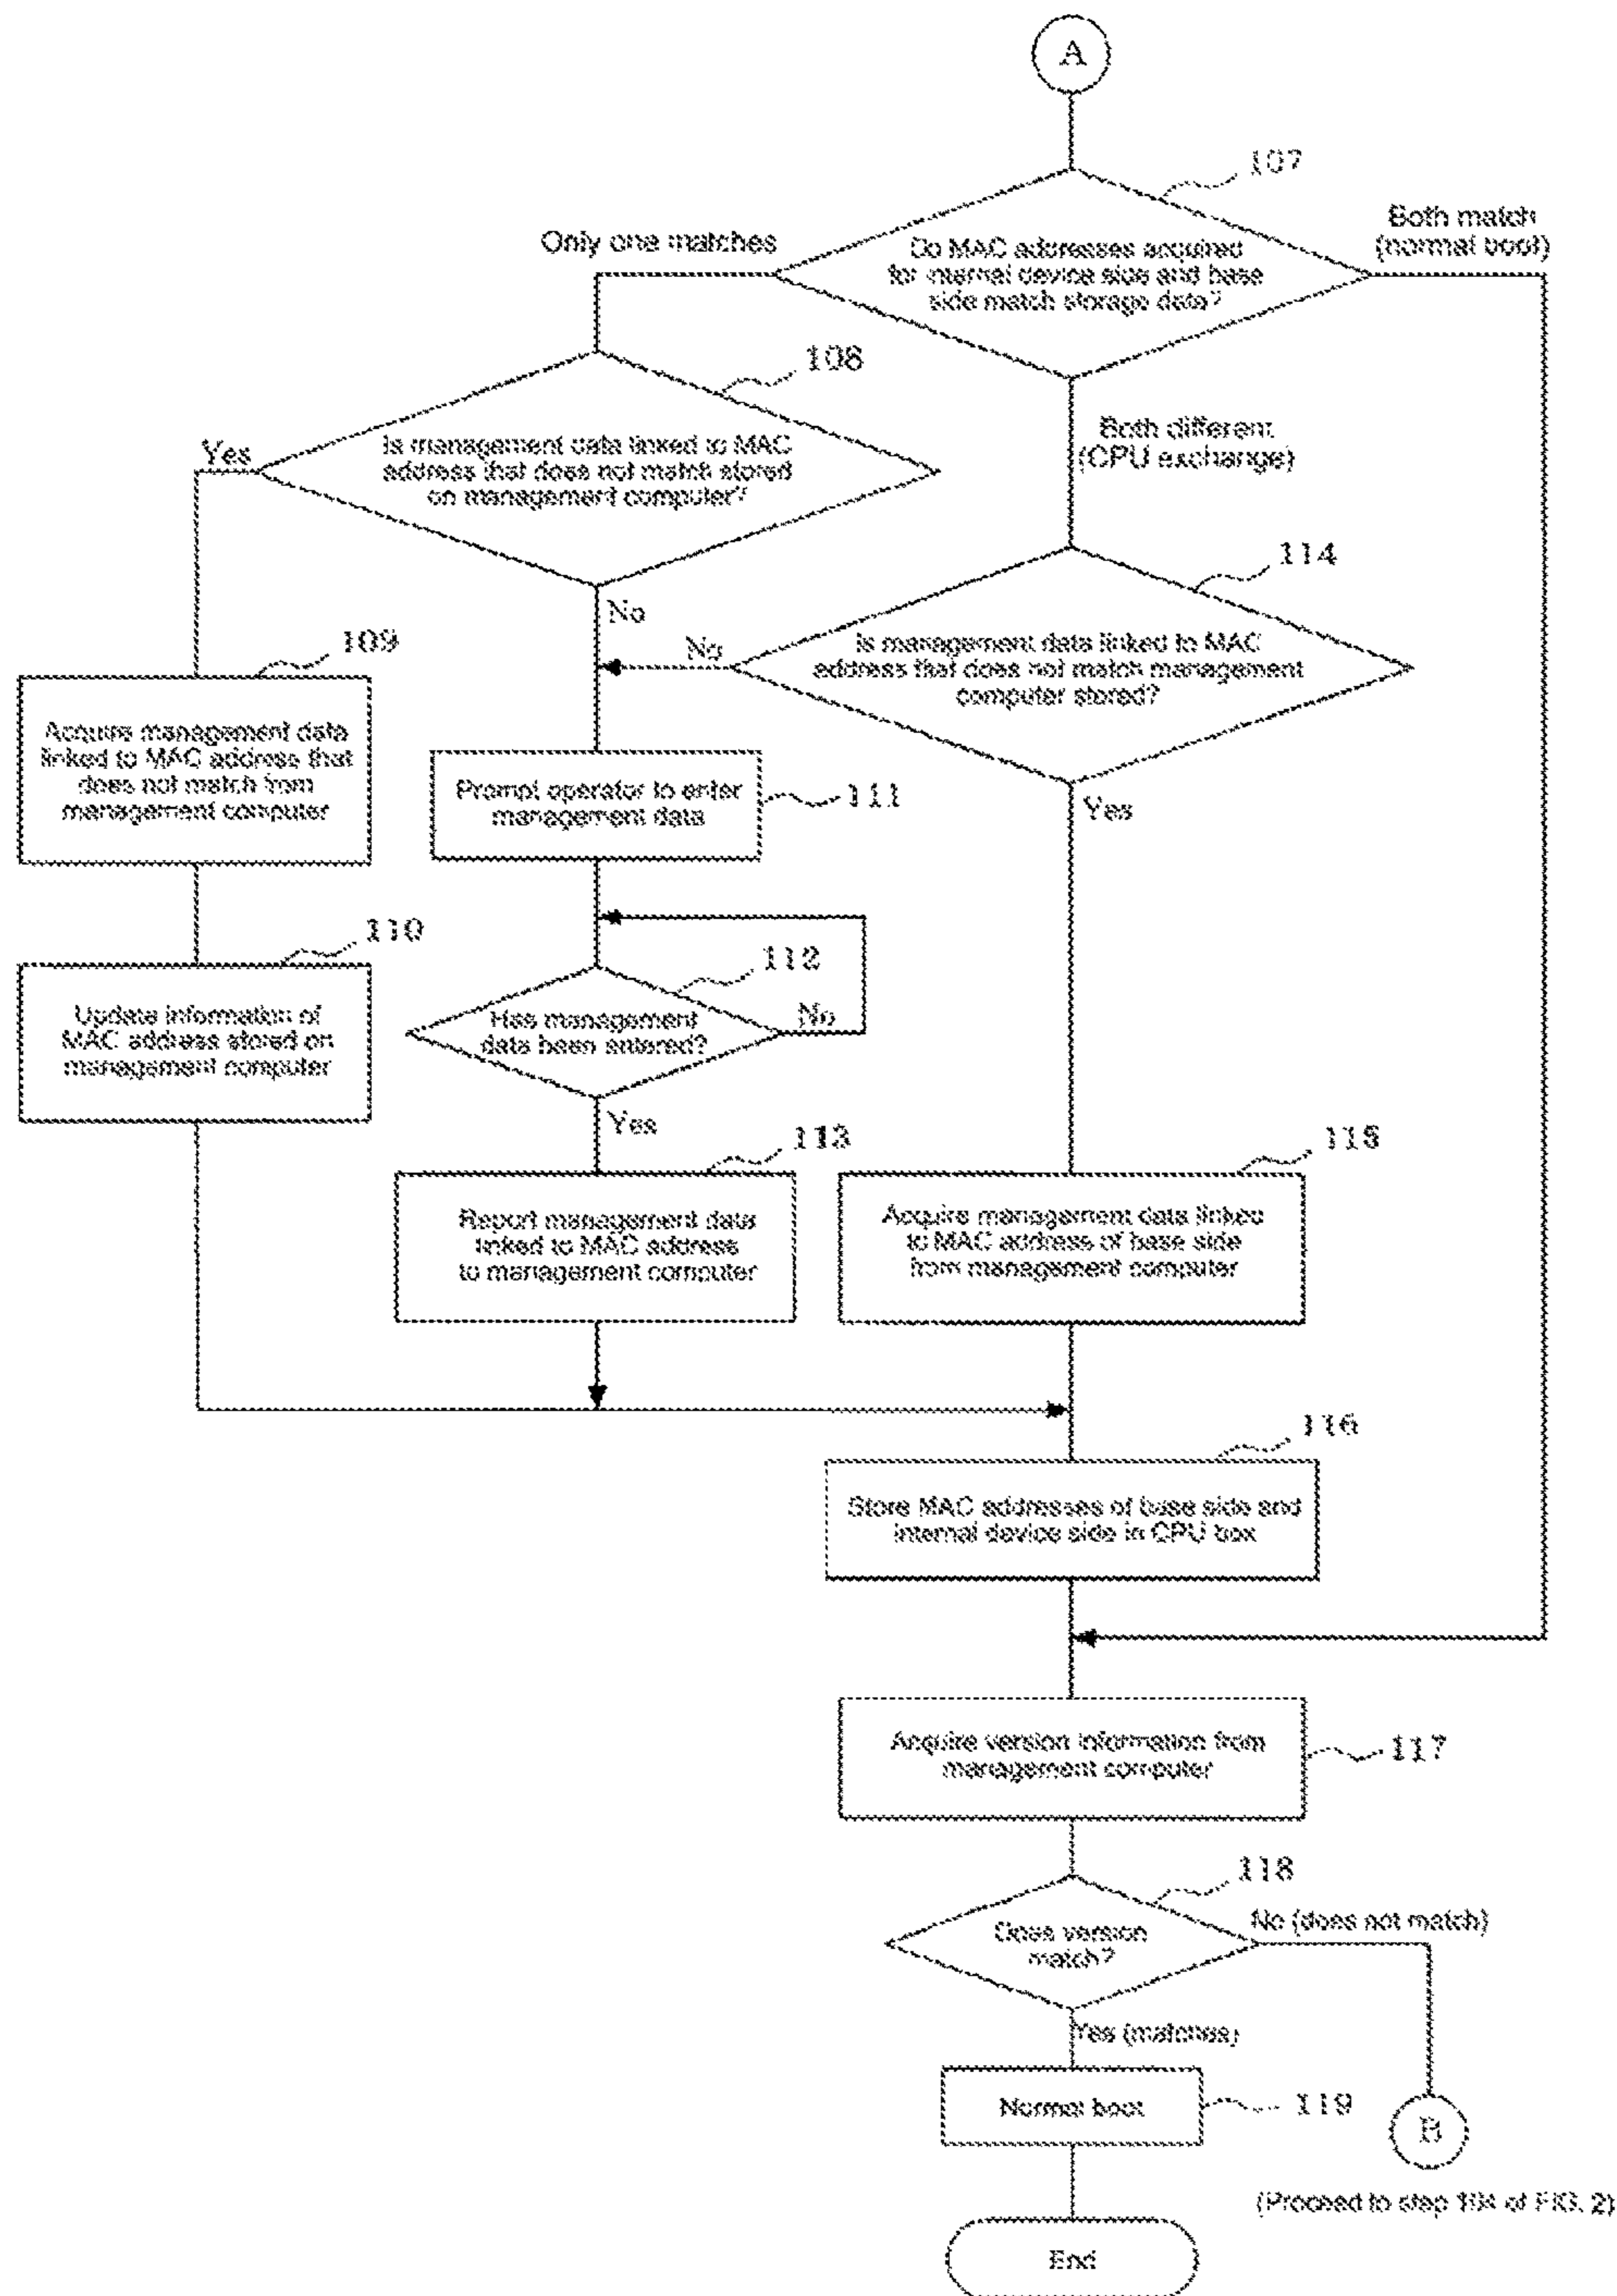 A
107
Both match
(normal boot)
Only one matches
Do MAC addresses acquired
for internal device side and base
side match storage data?
108
Yes
Is management data linked to MAC
address that does not match stored
on management computer?
Both different
(CPU exchange)
114
No
No
Is management data linked to MAC
address that does not match management
computer stored?
109
Acquire management data
linked to MAC address that
does not match from
management computer
Prompt operator to enter
management data
111
Yes
110
112
Update information of
MAC address stored on
management computer
Has management
data been entered?
No
Yes
113
115
Report management data
linked to MAC address
to management computer
Acquire management data linked
to MAC address of base side
from management computer
116
Store MAC addresses of base side and
internal device side in CPU box
Acquire version information from
management computer
117
118
No (does not match)
Does version
match?
Yes (matches)
Normal boot
119
B
(Proceed to step 104 of FIG. 2)
End